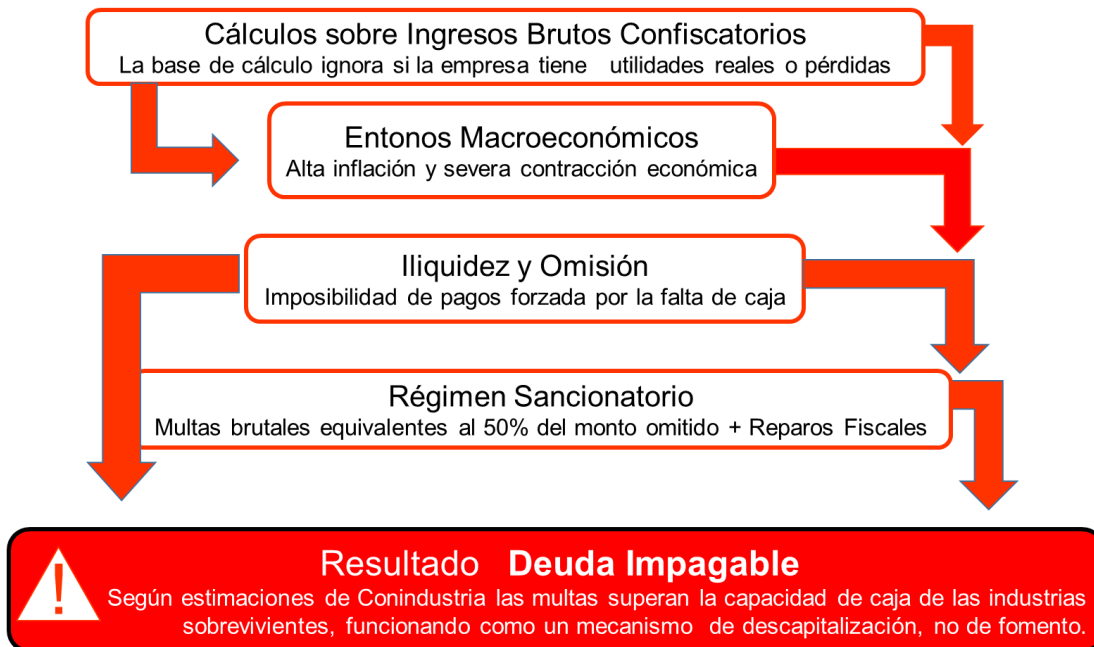 Cálculos sobre Ingresos Brutos Confiscatorios
La base de cálculo ignora si la empresa tiene utilidades reales o pérdidas
Entonos Macroeconómicos
Alta inflación y severa contracción económica
Iliquidez y Omisión
Imposibilidad de pagos forzada por la falta de caja
Régimen Sancionatorio
Multas brutales equivalentes al 50% del monto omitido + Reparos Fiscales
Resultado Deuda Impagable
Según estimaciones de Conindustria las multas superan la capacidad de caja de las industrias
sobrevivientes, funcionando como un mecanismo de descapitalización, no de fomento.